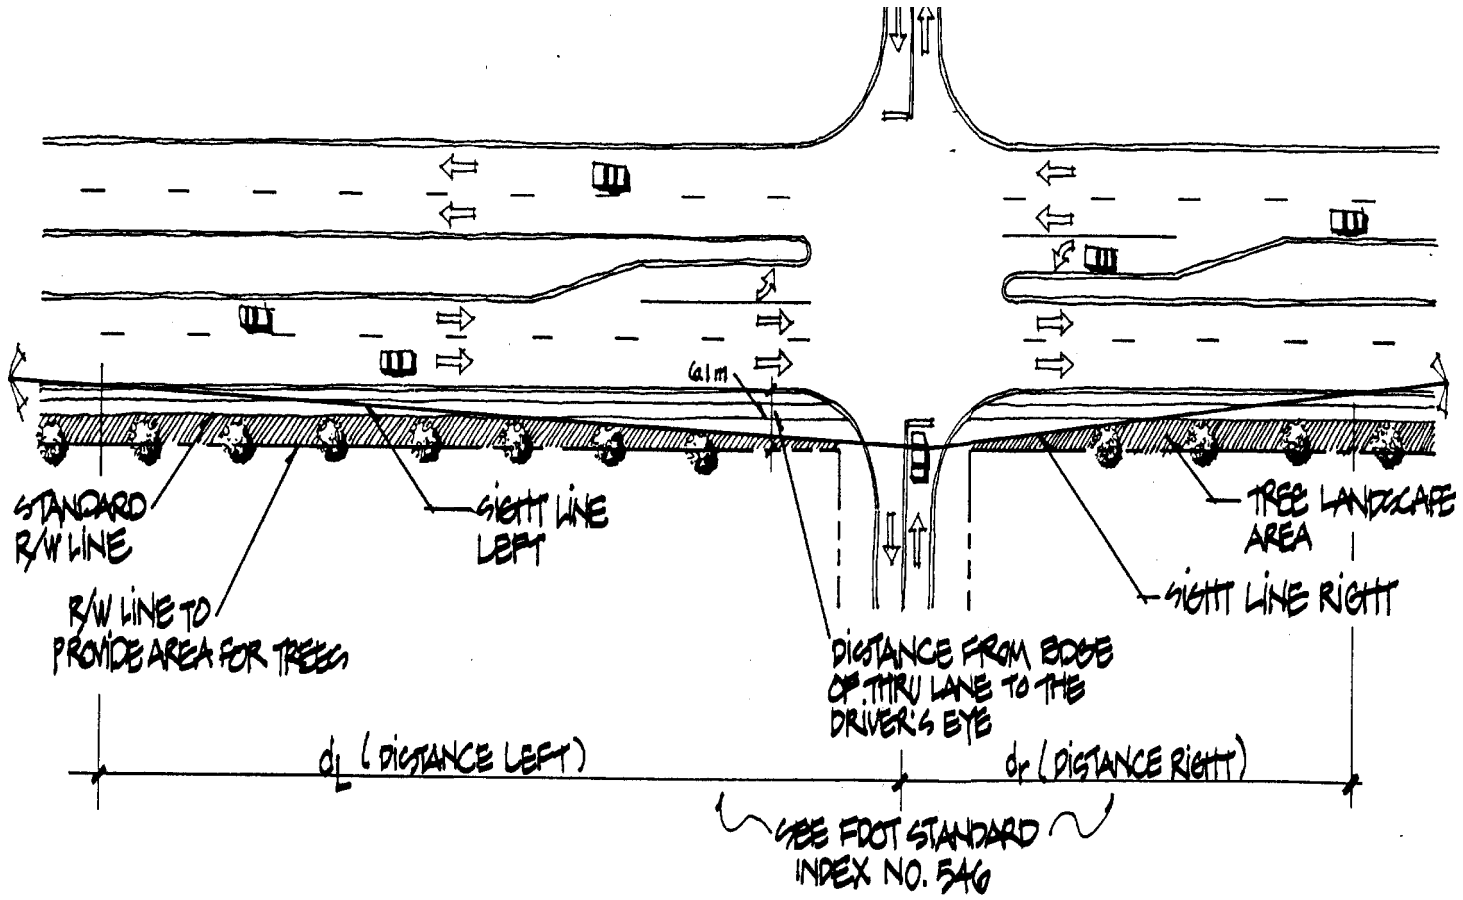 6.1m
STANDARD
R/W LINE
SIGHT LINE
LEFT
TREE LANDSCAPE
AREA
R/W LINE TO
PROVIDE AREA FOR TREES
SIGHT LINE RIGHT
DISTANCE FROM EDGE
OF THRU LANE TO THE
DRIVER'S EYE
dL (DISTANCE LEFT)
dr (DISTANCE RIGHT)
SEE FDOT STANDARD
INDEX NO. 546